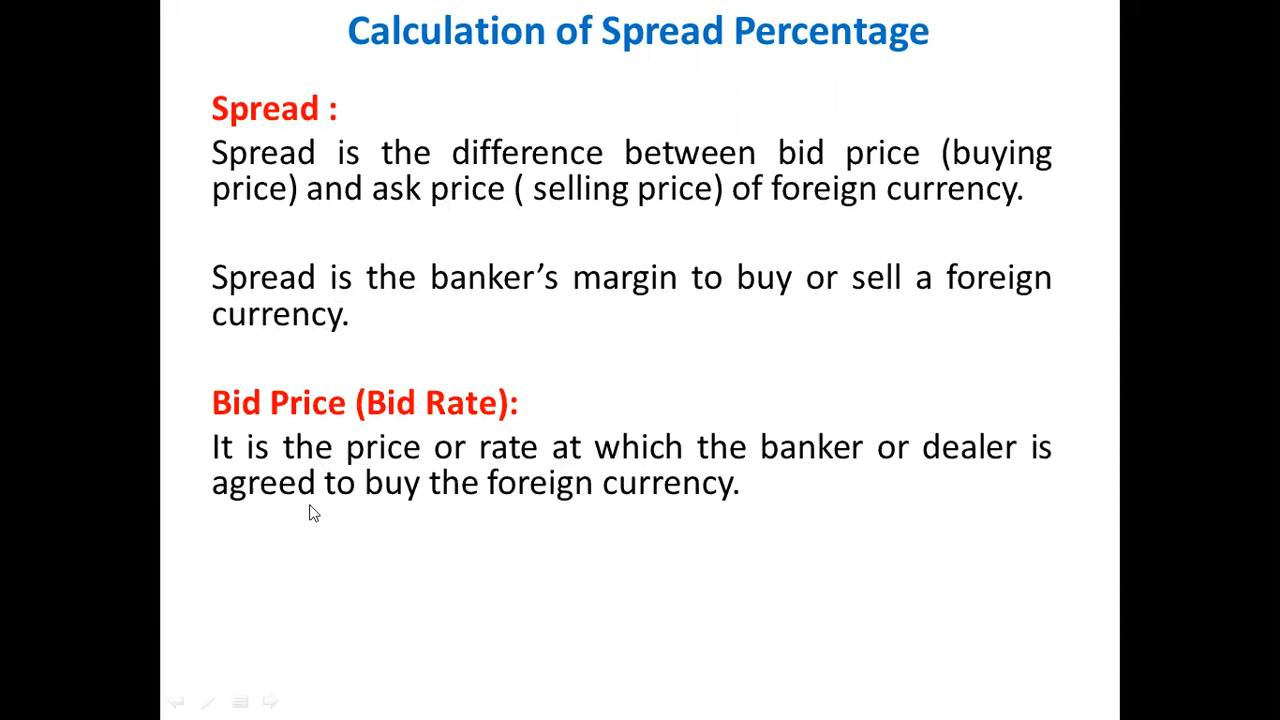 Calculation of Spread Percentage
Spread :
Spread is the difference between bid price (buying
price) and ask price ( selling price) of foreign currency.
Spread is the banker’s margin to buy or sell a foreign
currency.
Bid Price (Bid Rate):
It is the price or rate at which the banker or dealer is
agreed to buy the foreign currency.